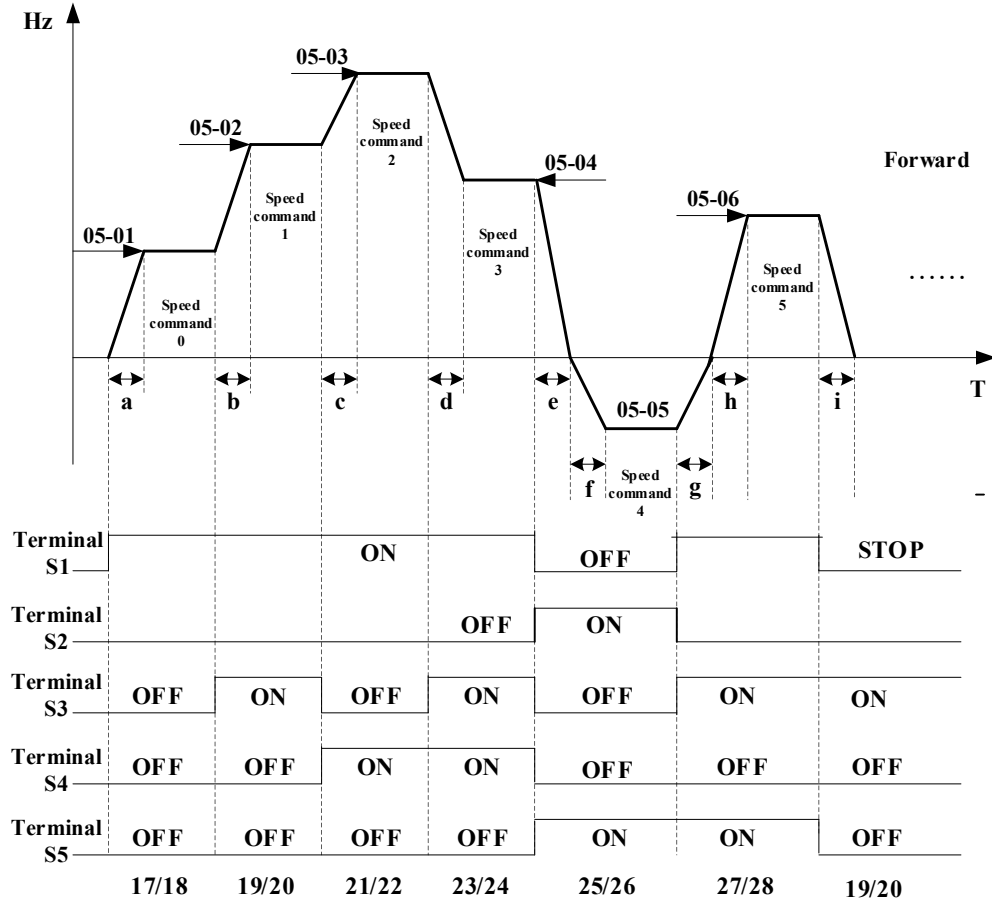 Hz
05-03
05-02
Speed
command
2
05-04
Forward
05-01
Speed
command
1
Speed
command
3
05-06
Speed
command
0
Speed
command
5
......
a
b
c
d
e
05-05
h
i
T
f
Speed
command
4
g
-
Terminal
S1
ON
OFF
STOP
Terminal
S2
OFF
ON
Terminal
S3
OFF
ON
OFF
ON
OFF
ON
ON
Terminal
S4
OFF
OFF
ON
ON
OFF
OFF
OFF
Terminal
S5
OFF
OFF
OFF
OFF
ON
ON
OFF
17/18
19/20
21/22
23/24
25/26
27/28
19/20